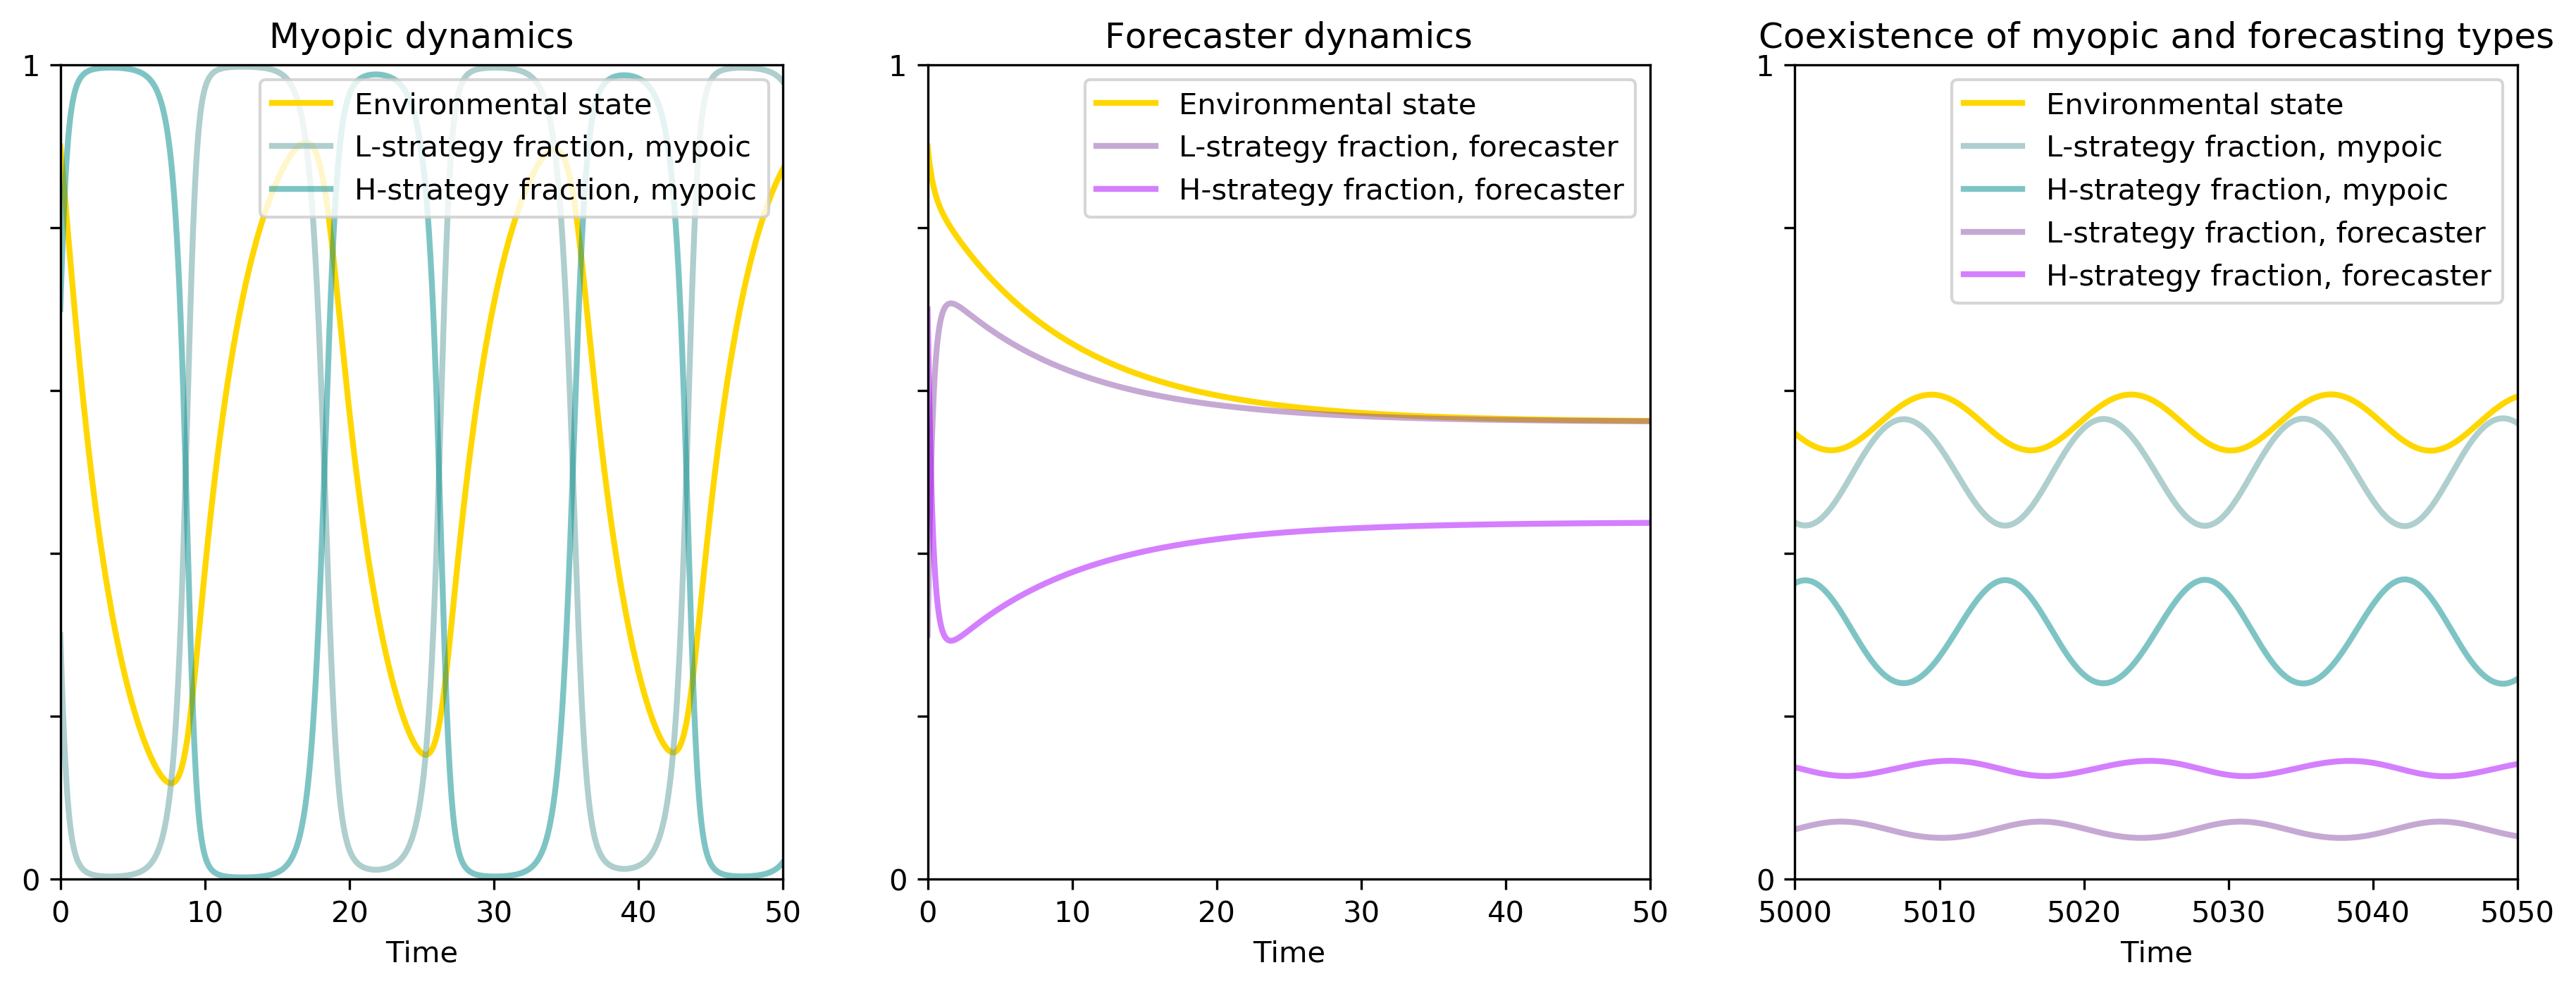 Myopic dynamics
1
0
Environmental state
L-strategy fraction, mypoic
H-strategy fraction, mypoic
0 10 20 30 40 50
Time
Forecaster dynamics
1
0
Environmental state
L-strategy fraction, forecaster
H-strategy fraction, forecaster
0 10 20 30 40 50
Time
Coexistence of myopic and forecasting types
1
0
Environmental state
L-strategy fraction, mypoic
H-strategy fraction, mypoic
L-strategy fraction, forecaster
H-strategy fraction, forecaster
5000 5010 5020 5030 5040 5050
Time